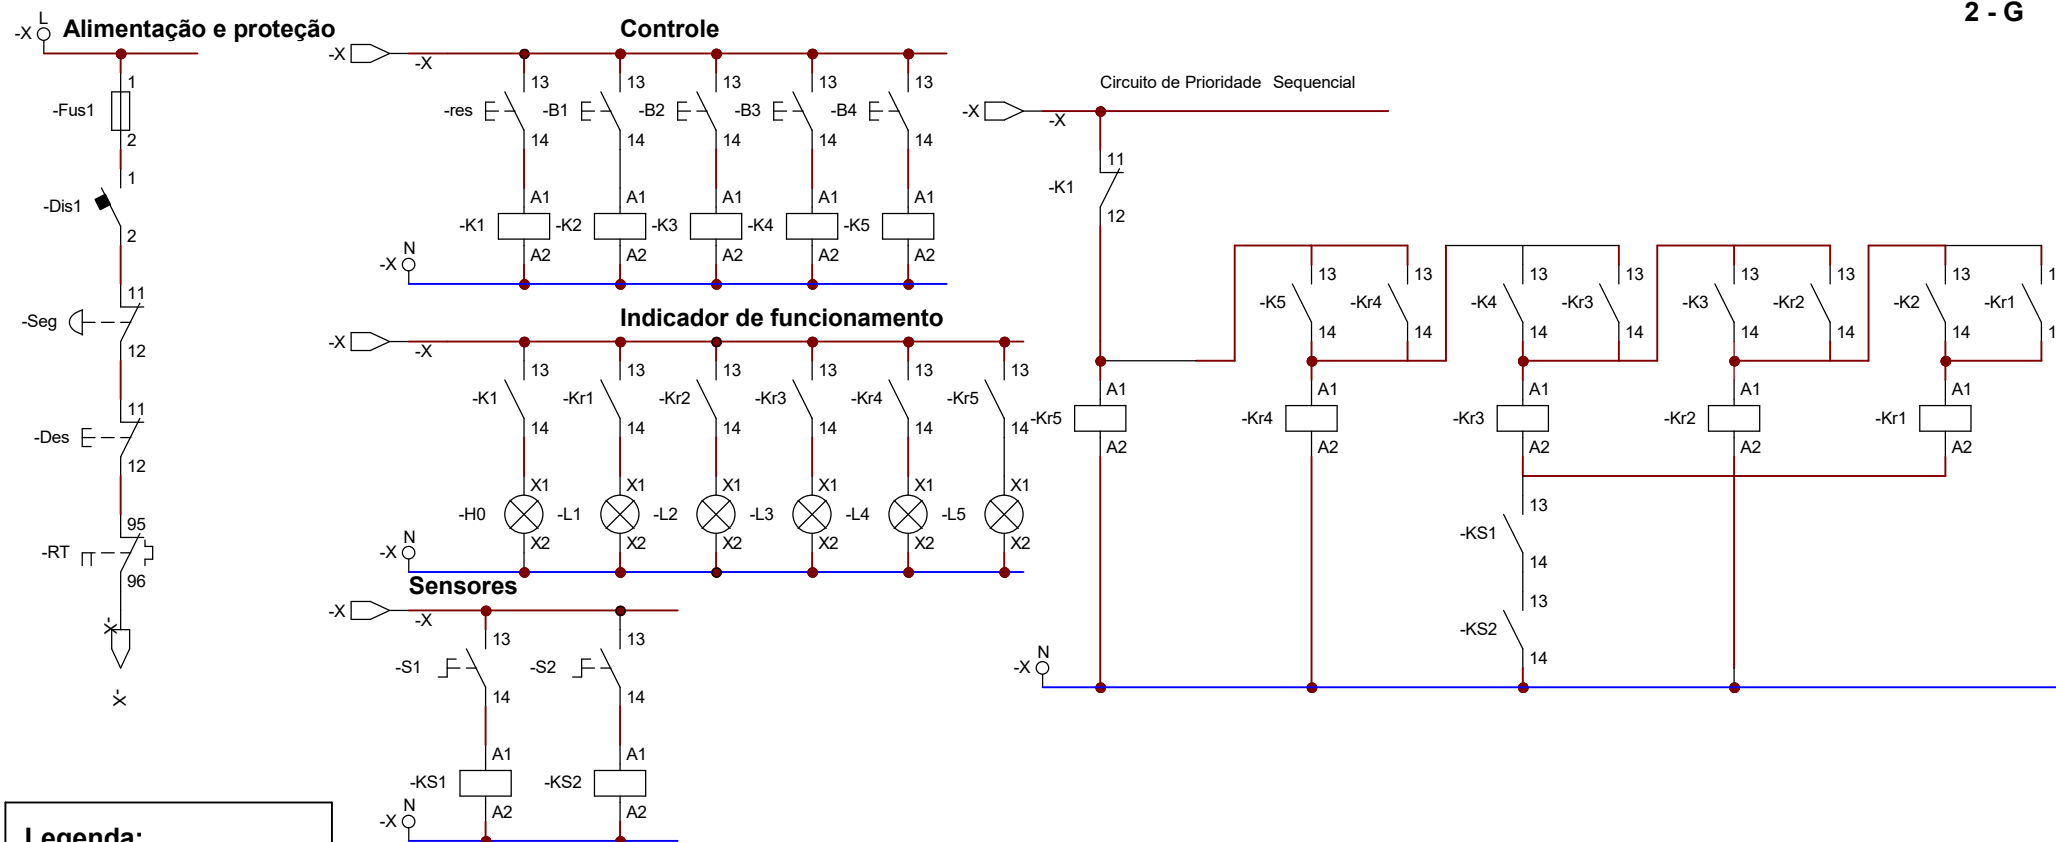 2 - G
L
-X
Alimentação e proteção
1
-Fus1
2
1
-Dis1
2
11
-Seg
12
11
-Des
12
95
-RT
96
-X
-X
Controle
-X
-X
13 13 13 13 13
-res -B1 -B2 -B3 -B4
14 14 14 14 14
A1 A1 A1 A1 A1
-K1 -K2 -K3 -K4 -K5
A2 A2 A2 A2 A2
N
-X
Indicador de funcionamento
-X
-X
13 13 13 13 13 13
-K1 -Kr1 -Kr2 -Kr3 -Kr4 -Kr5
14 14 14 14 14 14
X1 X1 X1 X1 X1 X1
-H0 -L1 -L2 -L3 -L4 -L5
X2 X2 X2 X2 X2 X2
N
-X
Sensores
-X
-X
13 13
-S1 -S2
14 14
A1 A1
-KS1 -KS2
A2 A2
N
-X
Circuito de Prioridade Sequencial
-X
-X
11
-K1
12
13 13 13 13 13 13 13
-K5 -Kr4 -K4 -Kr3 -K3 -Kr2 -K2 -Kr1
14 14 14 14 14 14 14
A1 A1 A1 A1 A1
-Kr5 -Kr4 -Kr3 -Kr2 -Kr1
A2 A2 A2 A2 A2
13
-KS1
14
13
-KS2
14
N
-X
Legenda: